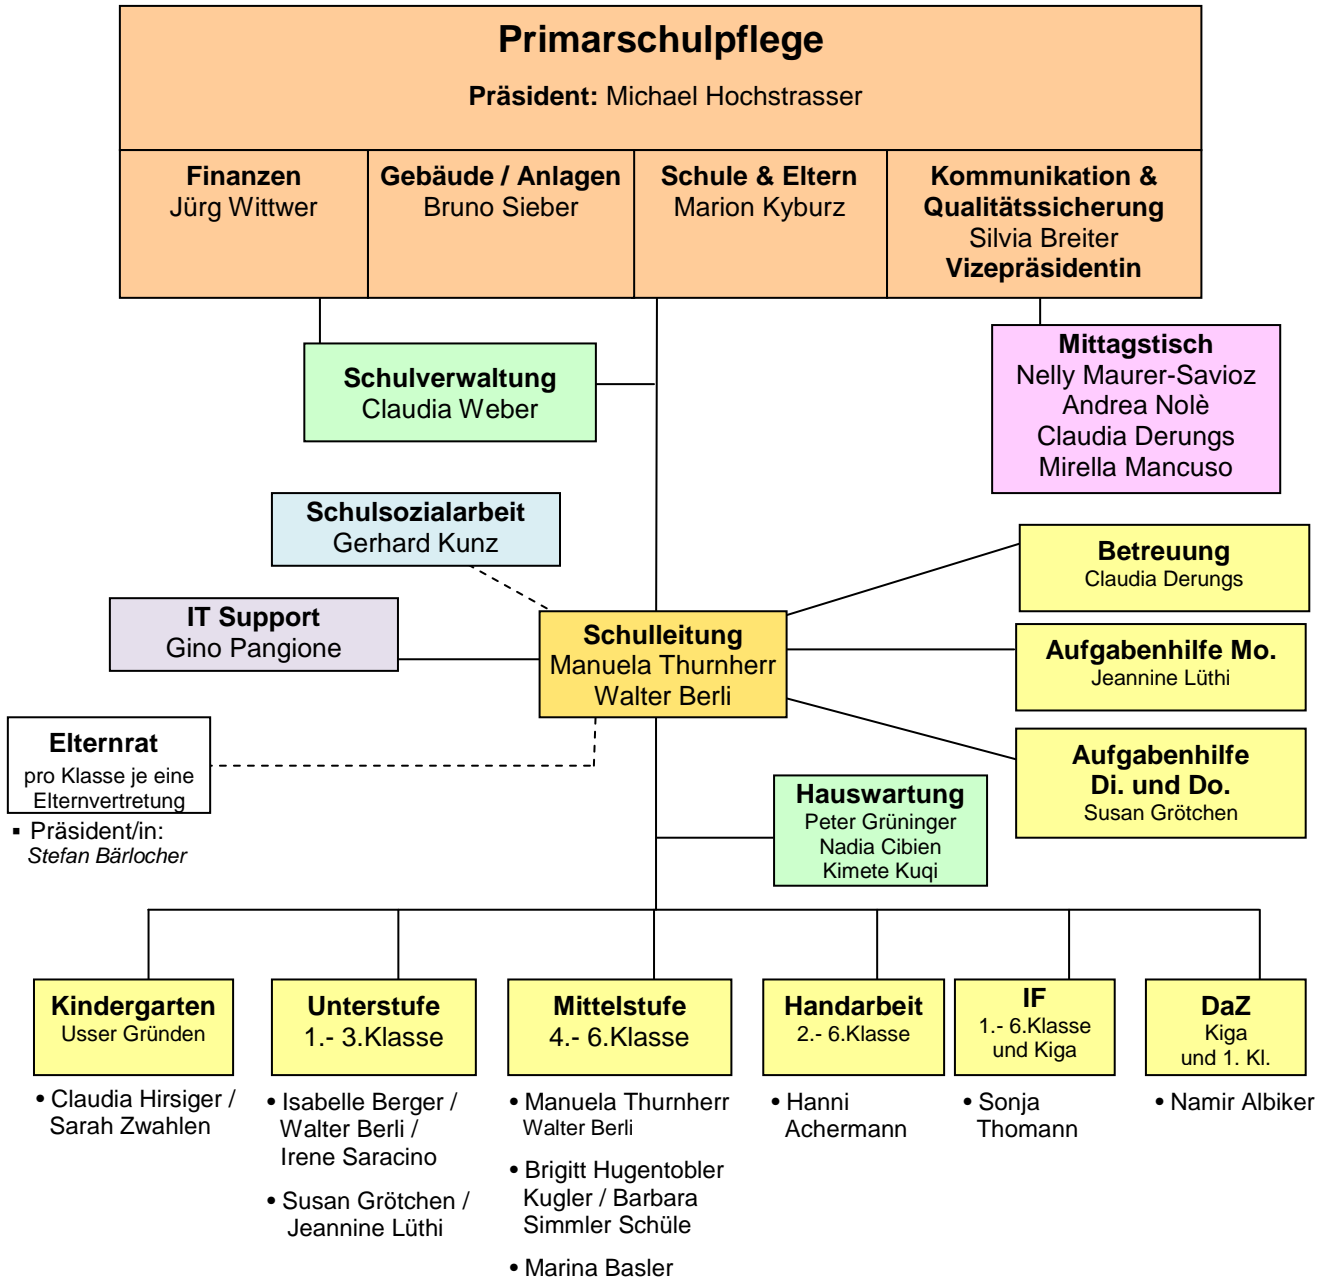 Primarschulpflege
Präsident: Michael Hochstrasser
Finanzen
Jürg Wittwer
Gebäude / Anlagen
Bruno Sieber
Schule & Eltern
Marion Kyburz
Kommunikation &
Qualitätssicherung
Silvia Breiter
Vizepräsidentin
Schulverwaltung
Claudia Weber
Mittagstisch
Nelly Maurer-Savioz
Andrea Nolè
Claudia Derungs
Mirella Mancuso
Schulsozialarbeit
Gerhard Kunz
Betreuung
Claudia Derungs
IT Support
Gino Pangione
Schulleitung
Manuela Thurnherr
Walter Berli
Aufgabenhilfe Mo.
Jeannine Lüthi
Elternrat
pro Klasse je eine
Elternvertretung
▪ Präsident/in:
Stefan Bärlocher
Aufgabenhilfe
Di. und Do.
Susan Grötchen
Hauswartung
Peter Grüninger
Nadia Cibien
Kimete Kuqi
Kindergarten
Usser Gründen
• Claudia Hirsiger /
Sarah Zwahlen
Unterstufe
1.- 3.Klasse
• Isabelle Berger /
Walter Berli /
Irene Saracino
• Susan Grötchen /
Jeannine Lüthi
Mittelstufe
4.- 6.Klasse
• Manuela Thurnherr
Walter Berli
• Brigitt Hugentobler
Kugler / Barbara
Simmler Schüle
• Marina Basler
Handarbeit
2.- 6.Klasse
• Hanni
Achermann
IF
1.- 6.Klasse
und Kiga
• Sonja
Thomann
DaZ
Kiga
und 1. Kl.
• Namir Albiker